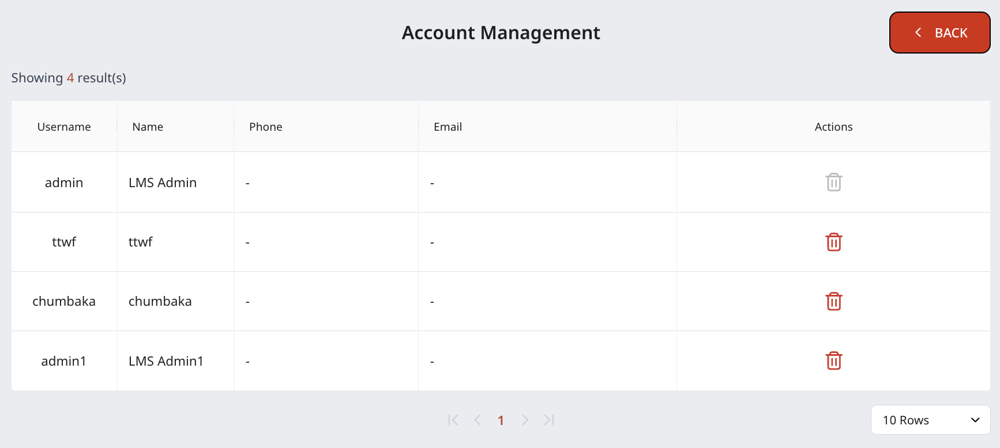 Account Management
BACK
Showing 4 result(s)
Username Name Phone Email Actions
admin LMS Admin - -
ttwf ttwf - -
chumbaka chumbaka - -
admin1 LMS Admin1 - -
1
10 Rows